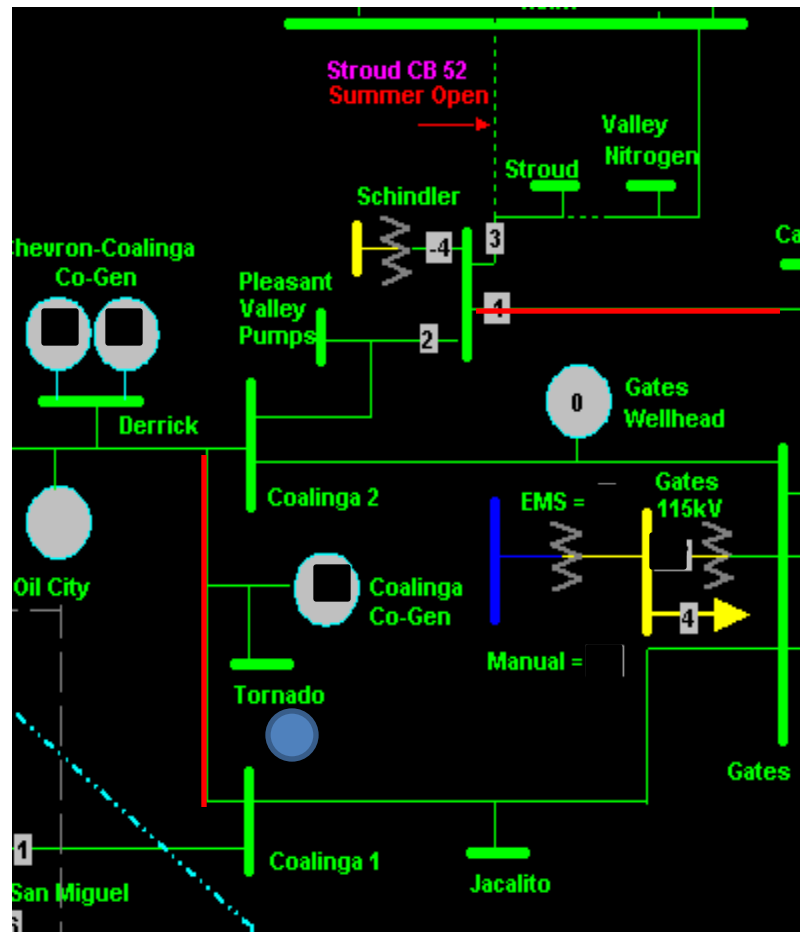 Stroud CB 52
Summer Open
Valley
Nitrogen
Stroud
Schindler
3
-4
hevron-Coalinga
Co-Gen
Pleasant
Valley
Pumps
2
Derrick
0
Gates
Wellhead
Coalinga 2
EMS =
Gates
115kV
Oil City
Coalinga
Co-Gen
4
Manual =
Tornado
Gates
1
Coalinga 1
San Miguel
Jacalito